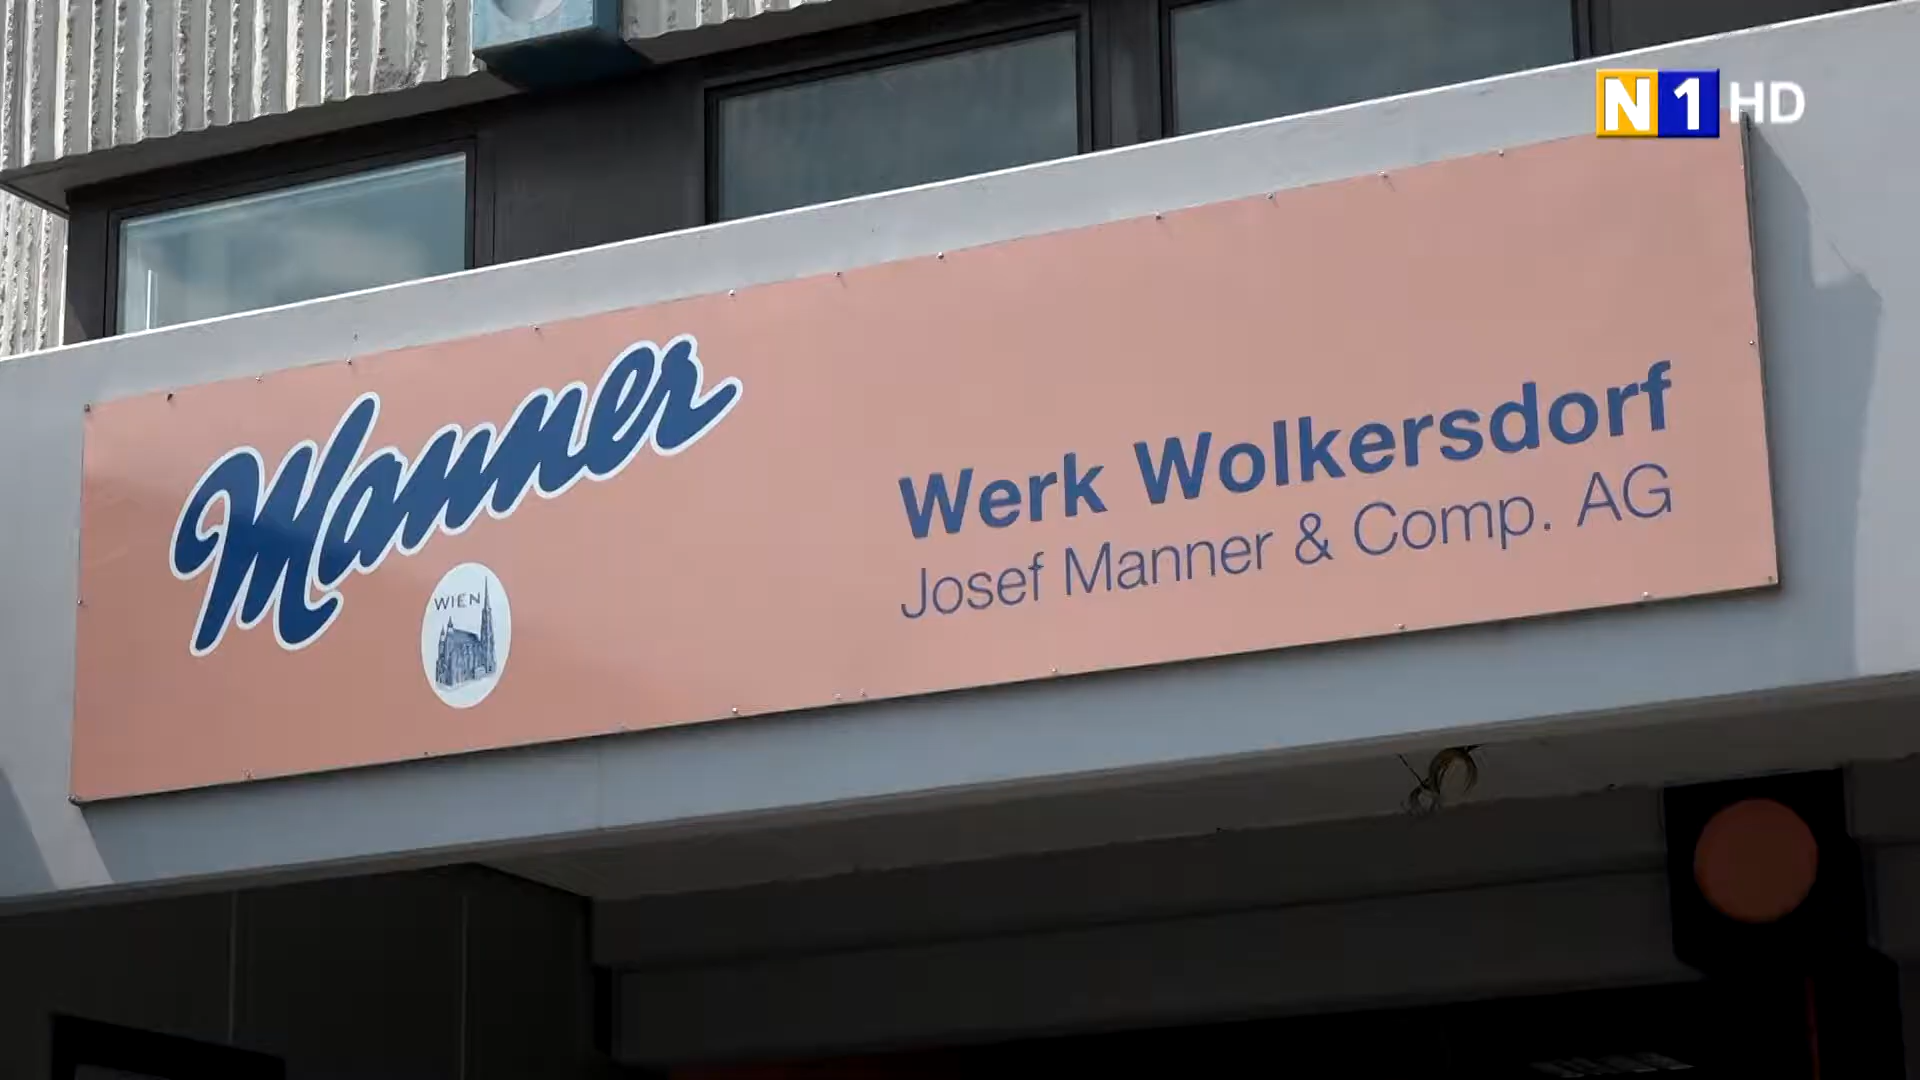 N1 HD
Manner
WIEN
Werk Wolkersdorf
Josef Manner & Comp. AG